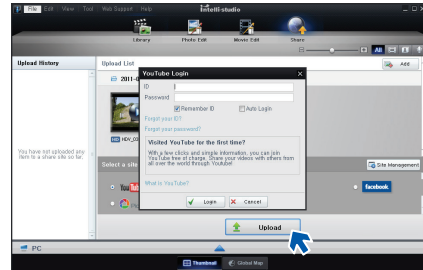 File Edit View Tool Web Support Help
Intelli-studio
Library Photo Edit Movie Edit Share
All
Upload History
Upload List
Add
2011-0
YouTube Login
ID
Password
Remember ID Auto Login
Forgot your ID?
Forgot your password?
Visited YouTube for the first time?
With a few clicks and simple information, you can join
YouTube free of charge. Share your videos with others from
all over the world through Youtube!
What is YouTube?
Login Cancel
HDV_00
You have not uploaded any
item to a share site so far.
Select a site
Site Management
You
facebook
Upload
PC
Thumbnail Global Map